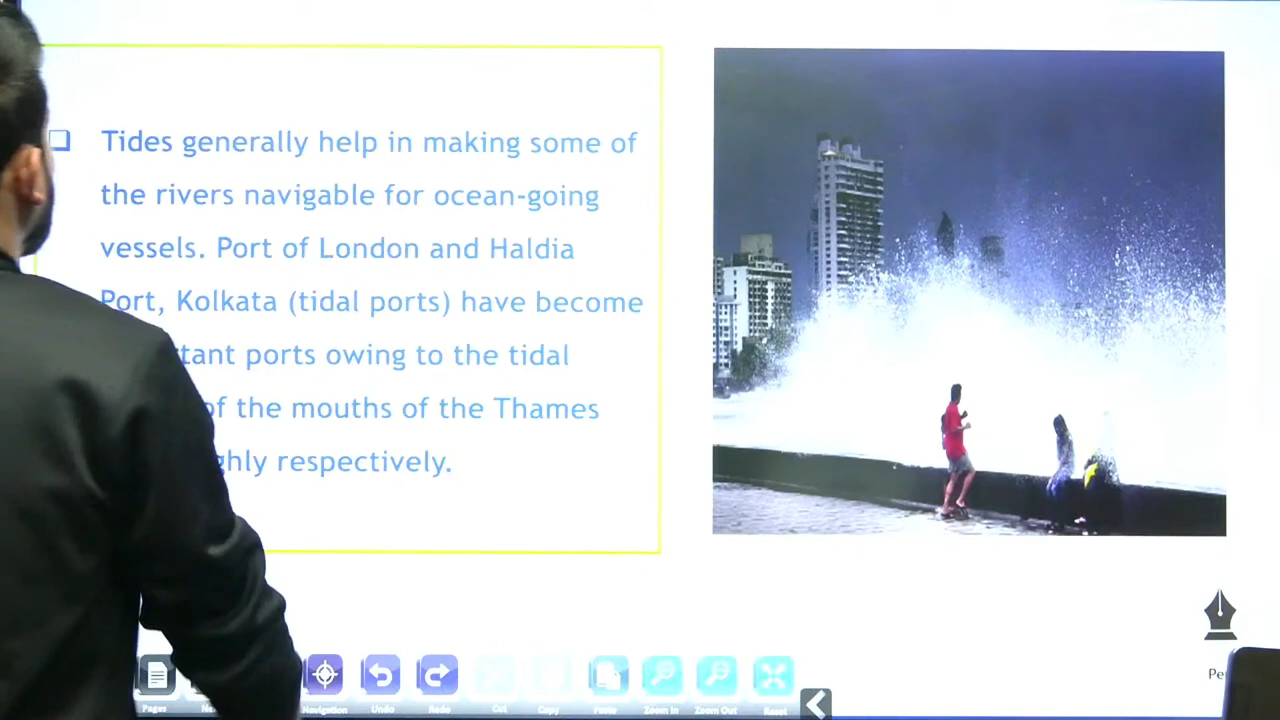 Tides generally help in making some of
the rivers navigable for ocean-going
vessels. Port of London and Haldia
Port, Kolkata (tidal ports) have become
ports owing to the tidal
of the mouths of the Thames
respectively.
Pages
Navigation
Undo
Redo
Cut
Copy
Paste
Zoom In
Zoom Out
Reset